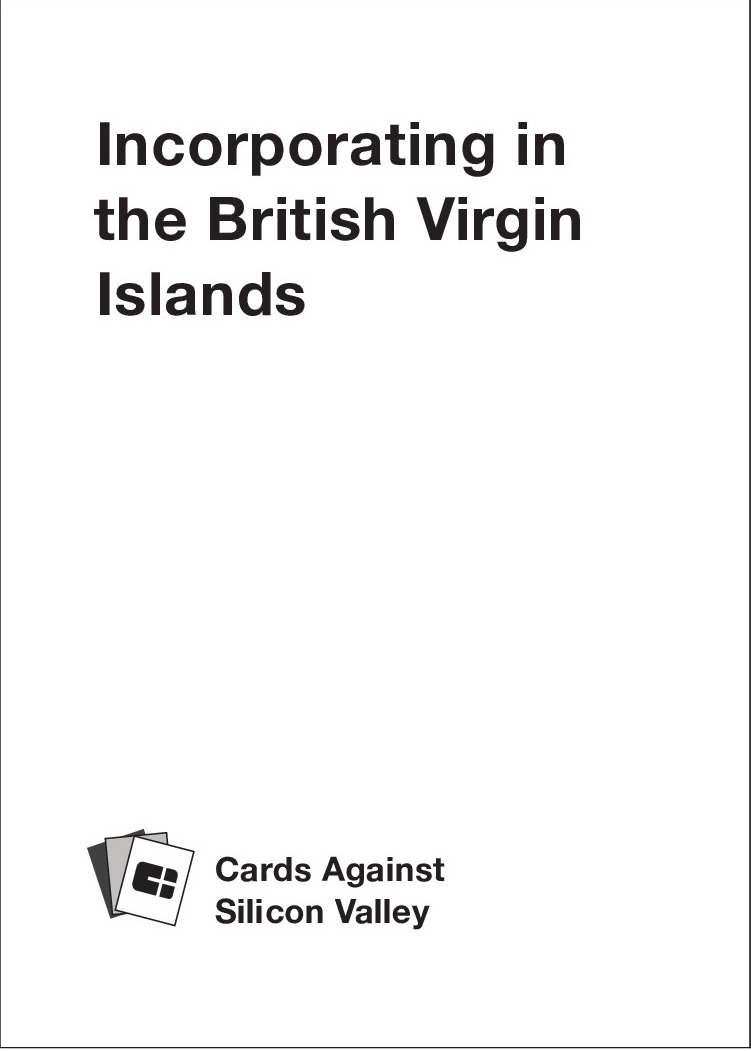 Incorporating in
the British Virgin
Islands
Cards Against
Silicon Valley